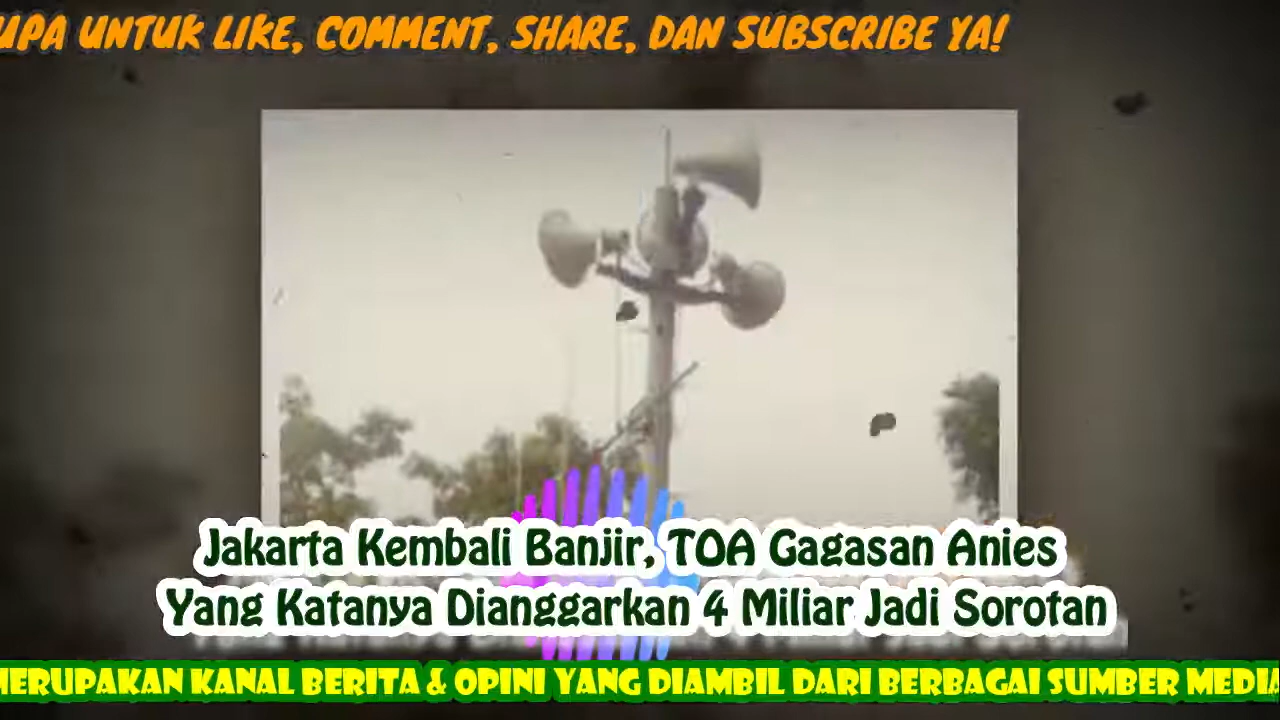 UNTUK LIKE, COMMENT, SHARE, DAN SUBSCRIBE YA!
Jakarta Kembali Banjir, TOA Gagasan Anies
Yang Katanya Dianggarkan 4 Miliar Jadi Sorotan
MERUPAKAN KANAL BERITA & OPINI YANG DIAMBIL DARI BERBAGAI SUMBER MEDIA